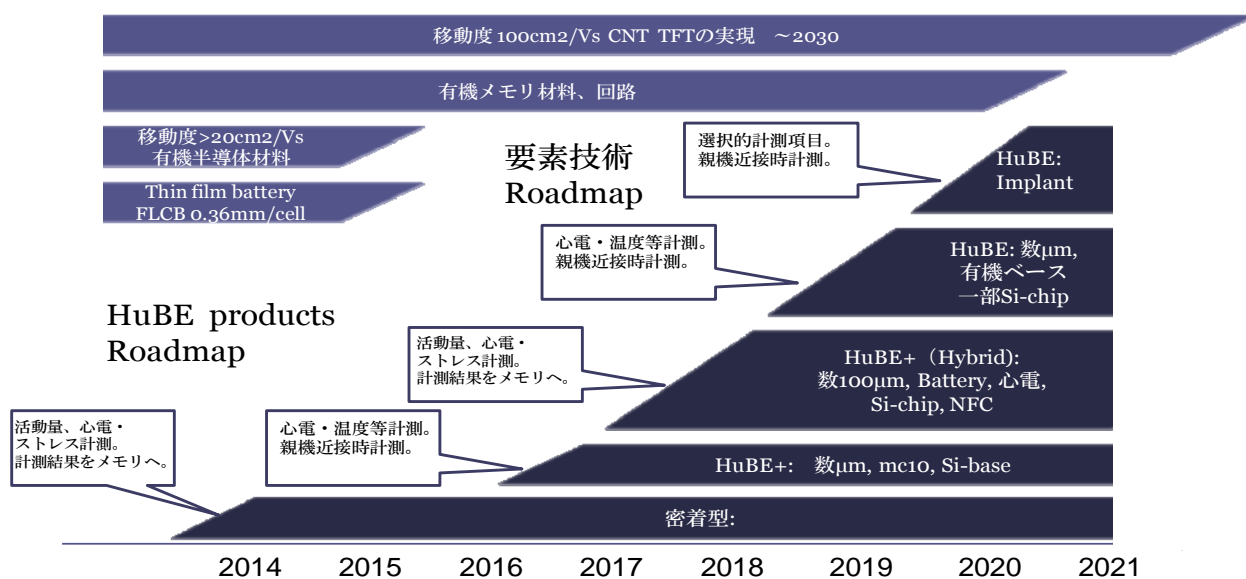 移動度100cm2/Vs CNT TFTの実現 ～2030
有機メモリ材料、回路
移動度>20cm2/Vs
有機半導体材料
Thin film battery
FLCB 0.36mm/cell
要素技術
Roadmap
選択的計測項目。
親機近接時計測。
HuBE:
Implant
心電・温度等計測。
親機近接時計測。
HuBE: 数μm,
有機ベース
一部Si-chip
HuBE products
Roadmap
活動量、心電・
ストレス計測。
計測結果をメモリへ。
HuBE+（Hybrid):
数100μm, Battery, 心電,
Si-chip, NFC
活動量、心電・
ストレス計測。
計測結果をメモリへ。
心電・温度等計測。
親機近接時計測。
HuBE+: 数μm, mc10, Si-base
密着型:
2014 2015 2016 2017 2018 2019 2020 2021